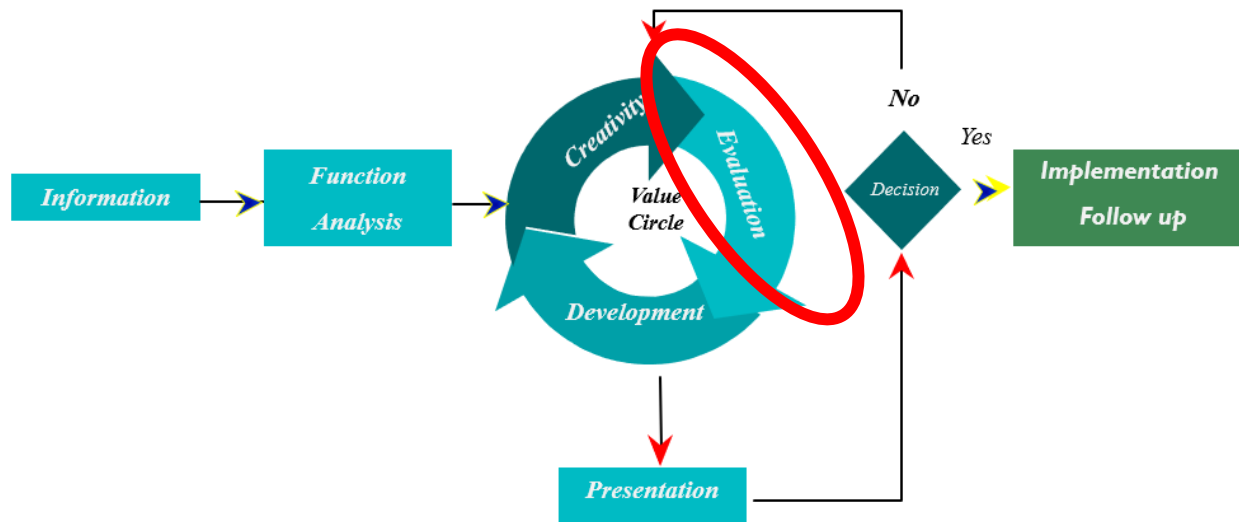 Information
Function
Analysis
Creativity
Evaluation
Value
Circle
Development
Presentation
No
Decision
Yes
Implementation
Follow up